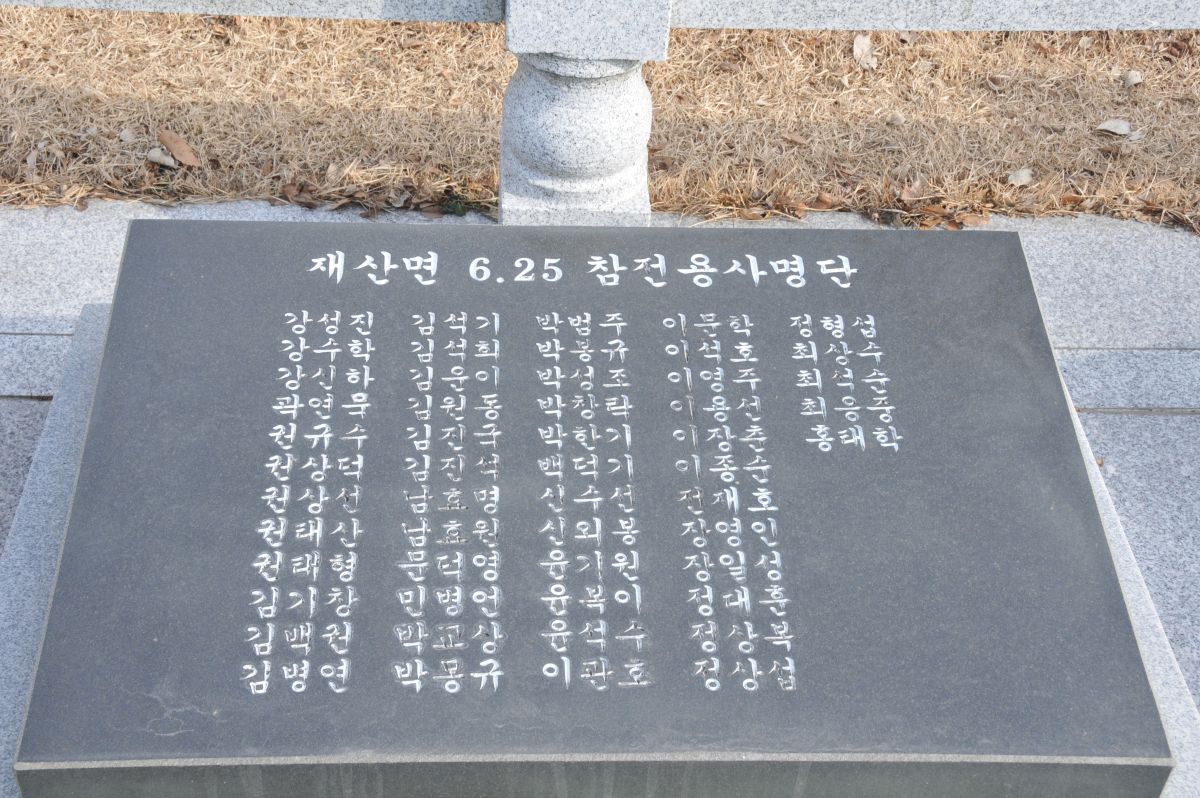 재산면 6.25 참전용사명단
강성진 김석기 박범주 이문학 정형섭
강수학 김석희 박봉규 이석호 최상수
강신하 김운이 박성조 이영주 최석순
곽연묵 김원동 박창락 이용선 최응중
권규수 김진국 박한기 이장춘 홍태학
권상덕 김진석 백덕기 이종순
권상선 남효명 신수선 전재호
권태산 남효원 신외봉 장영인
권태형 문덕영 윤기원 장일성
김기창 민병언 윤복이 정대훈
김백권 박교상 윤석수 정상복
김병연 박몽규 이관호 정상섭